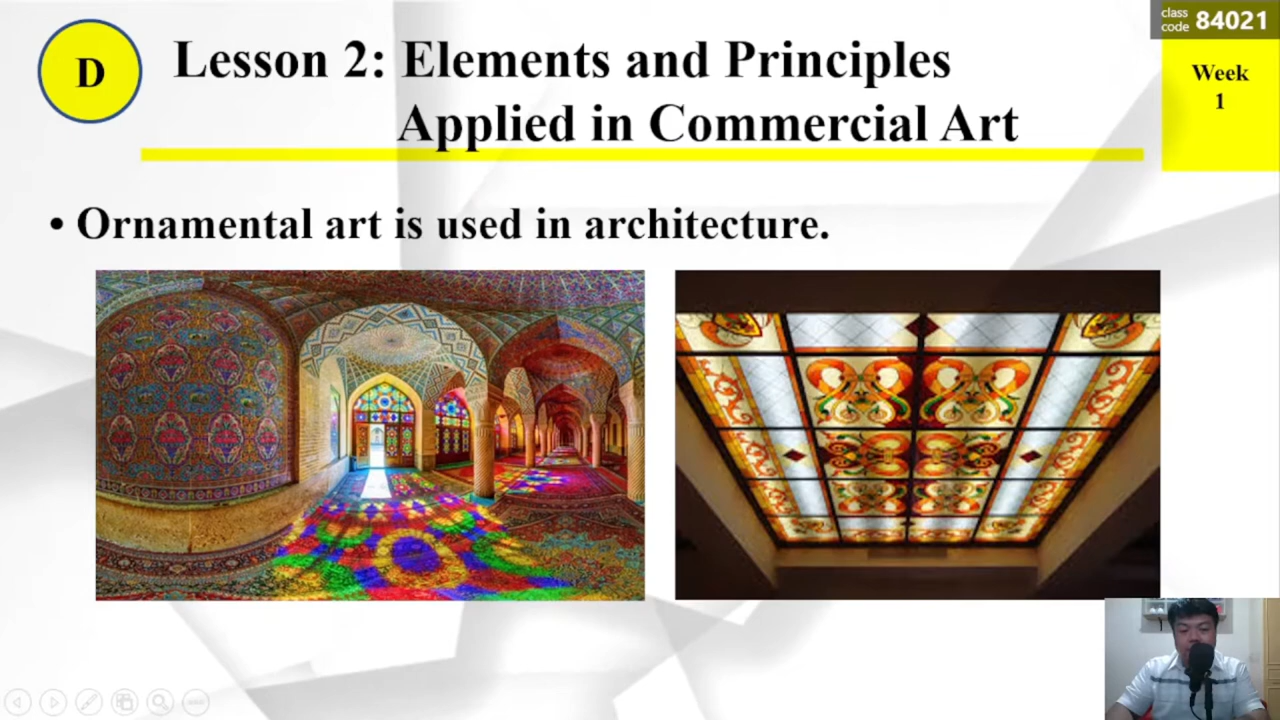 class
code 84021
D
Lesson 2: Elements and Principles
Applied in Commercial Art
Week
1
• Ornamental art is used in architecture.